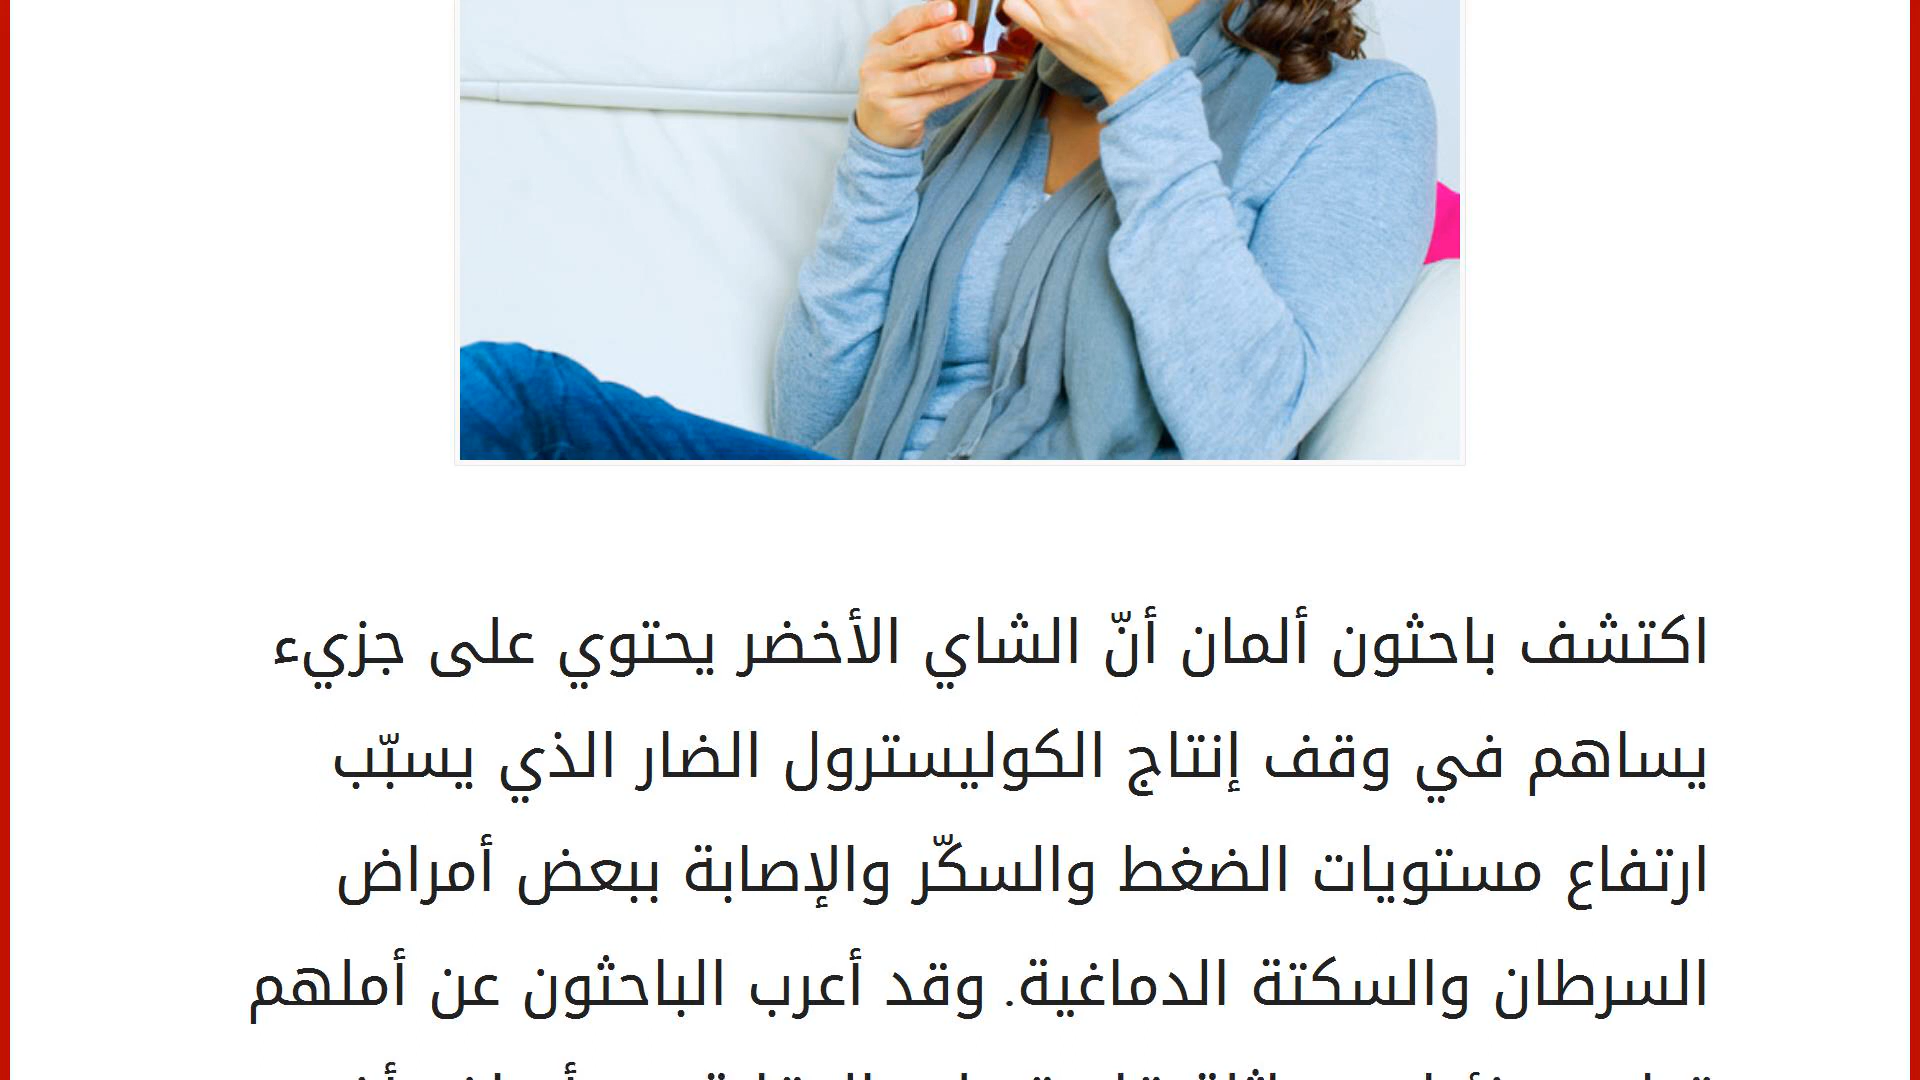 اكتشف باحثون ألمان أنّ الشاي الأخضر يحتوي على جزيء
يساهم في وقف إنتاج الكوليسترول الضار الذي يسبّب
ارتفاع مستويات الضغط والسكّر والإصابة ببعض أمراض
السرطان والسكتة الدماغية. وقد أعرب الباحثون عن أملهم